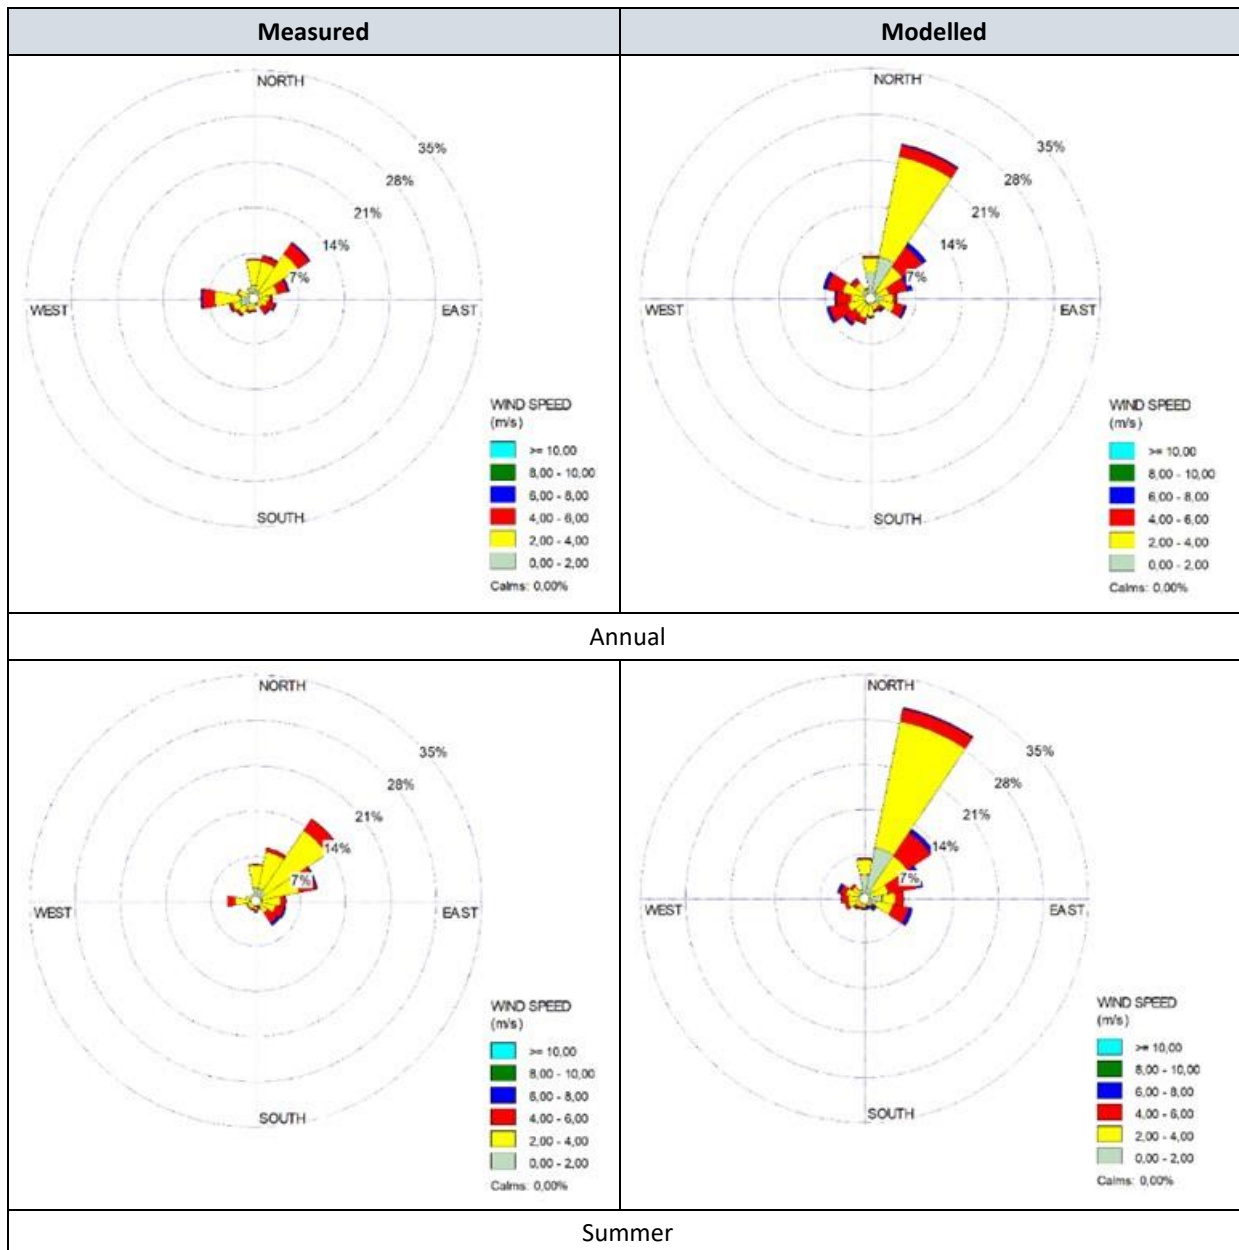 Measured
Modelled
NORTH
35%
28%
21%
14%
7%
WEST
EAST
SOUTH
WIND SPEED
(m/s)
>= 10,00
8,00 - 10,00
6,00 - 8,00
4,00 - 6,00
2,00 - 4,00
0,00 - 2,00
Calms: 0,00%
NORTH
35%
28%
21%
14%
7%
WEST
EAST
SOUTH
WIND SPEED
(m/s)
>= 10,00
8,00 - 10,00
6,00 - 8,00
4,00 - 6,00
2,00 - 4,00
0,00 - 2,00
Calms: 0,00%
Annual
NORTH
35%
28%
21%
14%
7%
WEST
EAST
SOUTH
WIND SPEED
(m/s)
>= 10,00
8,00 - 10,00
6,00 - 8,00
4,00 - 6,00
2,00 - 4,00
0,00 - 2,00
Calms: 0,00%
NORTH
35%
28%
21%
14%
7%
WEST
EAST
SOUTH
WIND SPEED
(m/s)
>= 10,00
8,00 - 10,00
6,00 - 8,00
4,00 - 6,00
2,00 - 4,00
0,00 - 2,00
Calms: 0,00%
Summer